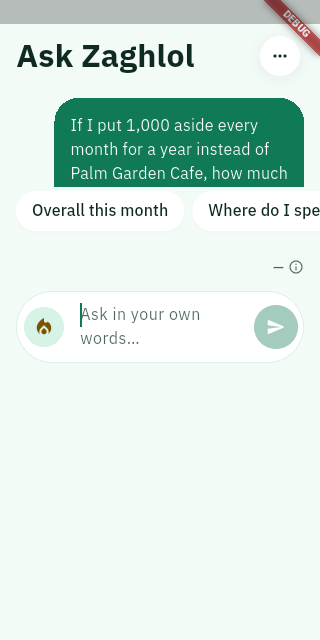 DEBUG
Ask Zaghlol
If I put 1,000 aside every
month for a year instead of
Palm Garden Cafe, how much
Overall this month
Where do I spe
—
Ask in your own
words...